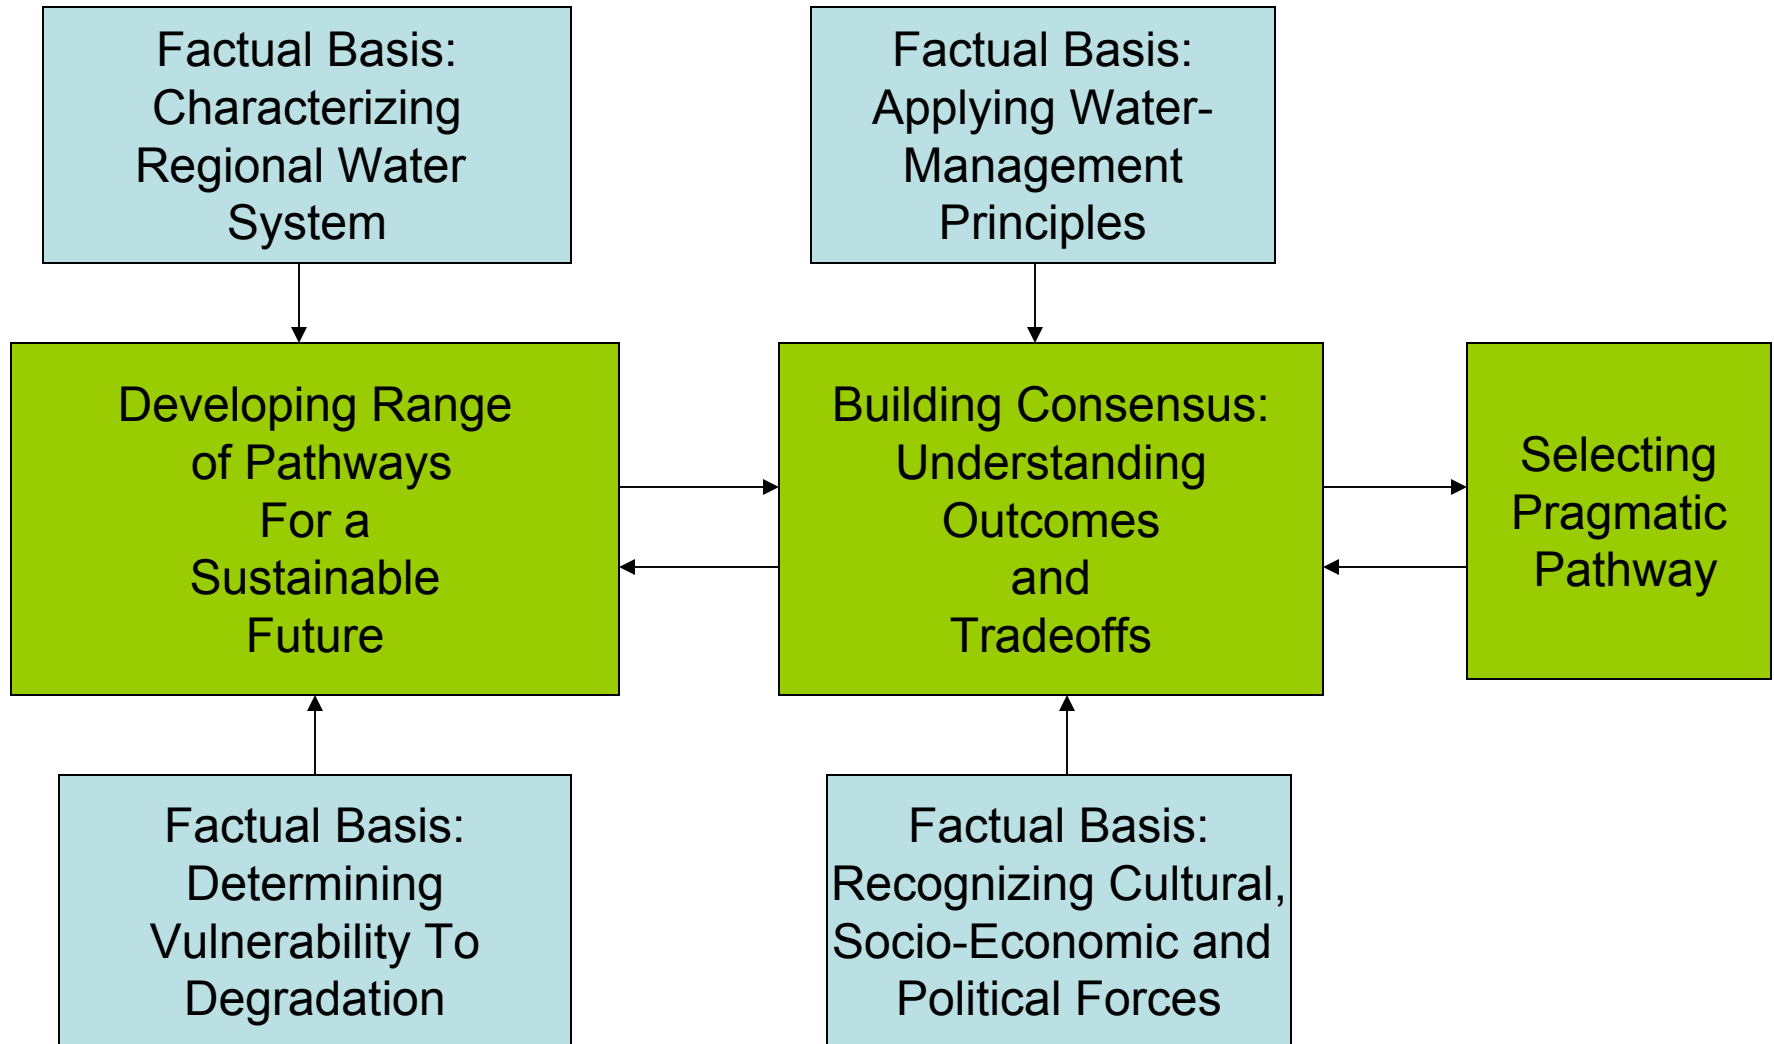 Factual Basis:
Characterizing
Regional Water
System
Factual Basis:
Applying Water-
Management
Principles
Developing Range
of Pathways
For a
Sustainable
Future
Building Consensus:
Understanding
Outcomes
and
Tradeoffs
Selecting
Pragmatic
Pathway
Factual Basis:
Determining
Vulnerability To
Degradation
Factual Basis:
Recognizing Cultural,
Socio-Economic and
Political Forces